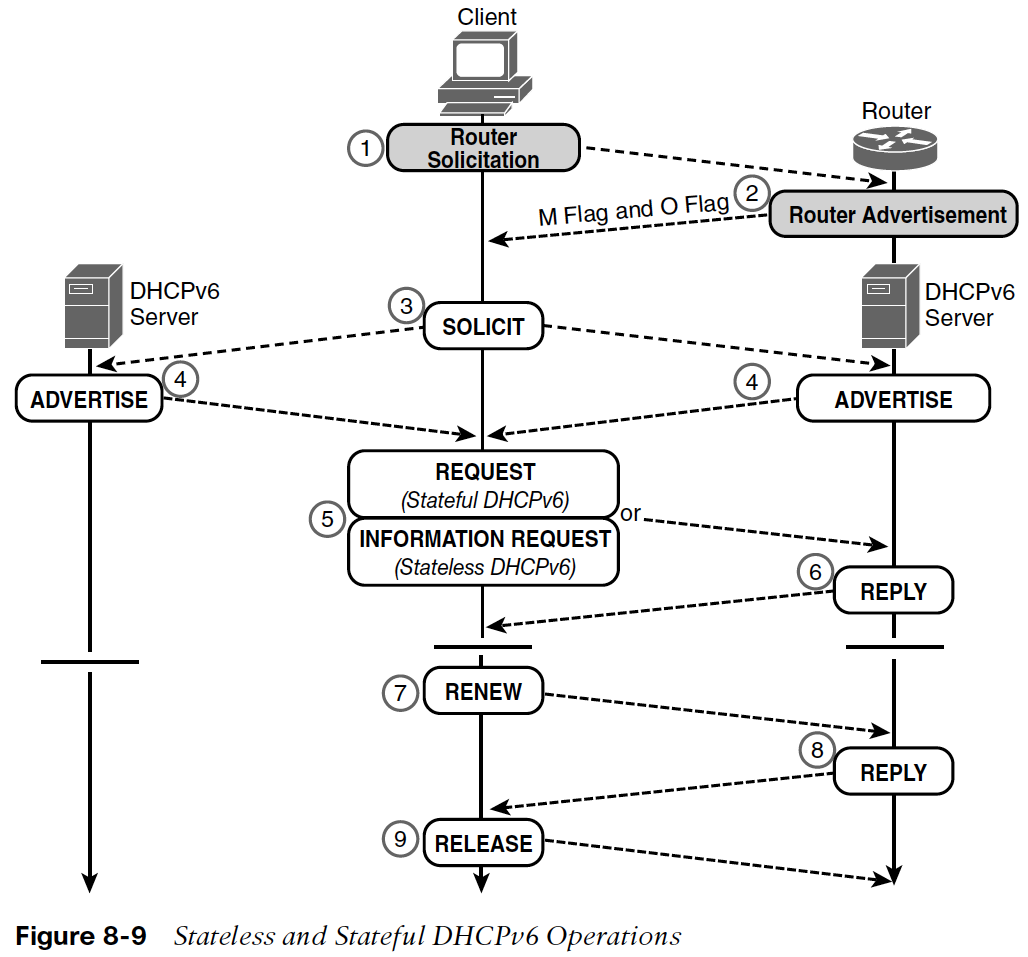 Client
Router
1
Router
Solicitation
2
M Flag and O Flag
Router Advertisement
DHCPv6
Server
3
SOLICIT
DHCPv6
Server
4
ADVERTISE
4
ADVERTISE
REQUEST
(Stateful DHCPv6)
5
or
INFORMATION REQUEST
(Stateless DHCPv6)
6
REPLY
7
RENEW
8
REPLY
9
RELEASE
Figure 8-9 Stateless and Stateful DHCPv6 Operations